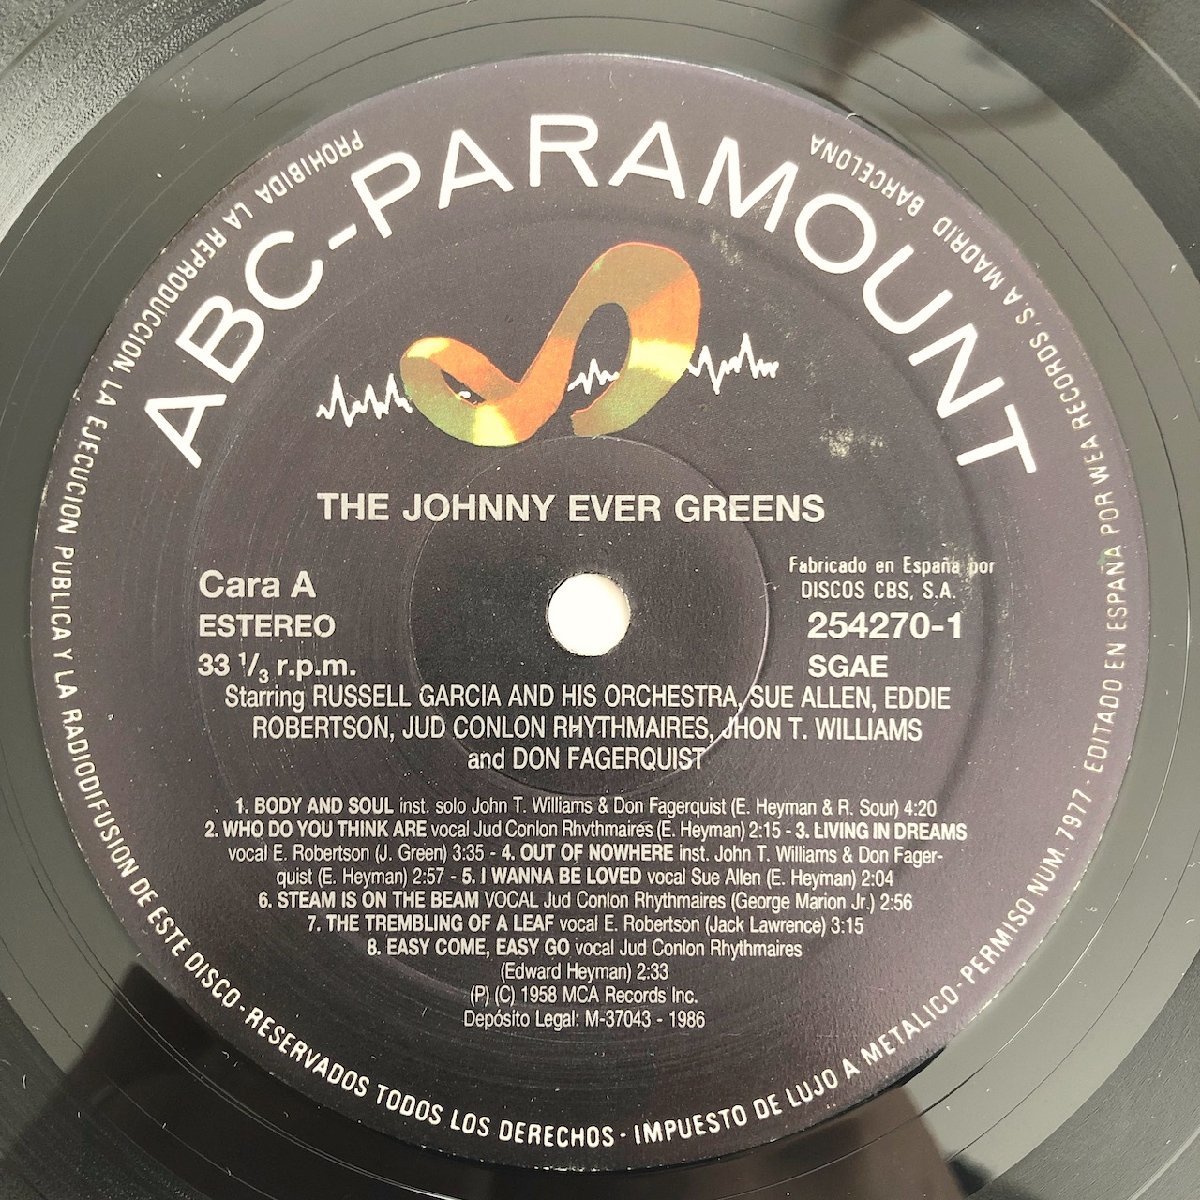 ABC-PARAMOUNT
THE JOHNNY EVER GREENS
Cara A
ESTEREO
33 1/3 r.p.m.
Fabricado en España por
DISCOS CBS, S.A.
254270-1
SGAE
Starring RUSSELL GARCIA AND HIS ORCHESTRA, SUE ALLEN, EDDIE
ROBERTSON, JUD CONLON RHYTHMAIRES, JHON T. WILLIAMS
and DON FAGERQUIST
1. BODY AND SOUL inst. solo John T. Williams & Don Fagerquist (E. Heyman & R. Sour) 4:20
2. WHO DO YOU THINK ARE vocal Jud Conlon Rhvthmaires (E. Heyman) 2:15 - 3. LIVING IN DREAMS
vocal E. Robertson (J. Green) 3:35 - 4. OUT OF NOWHERE inst. John T. Williams & Don Fager-
quist (E. Heyman) 2:57 - 5. I WANNA BE LOVED vocal Sue Allen (E. Heyman) 2:04
6. STEAM IS ON THE BEAM VOCAL Jud Conlon Rhythmaires (George Marion Jr.) 2:56
7. THE TREMBLING OF A LEAF vocal E. Robertson (Jack Lawrence) 3:15
8. EASY COME, EASY GO vocal Jud Conlon Rhythmaires
(Edward Heyman) 2:33
(P) (C) 1958 MCA Records Inc.
Depósito Legal: M-37043 - 1986
PROHIBIDA LA REPRODUCCION, LA EJECUCION PUBLICA Y LA RADIODIFUSION DE ESTE DISCO - RESERVADOS TODOS LOS DERECHOS - IMPUESTO DE LUJO A METALICO - PERMISO NUM. 7977 - EDITADO EN ESPAÑA POR WEA RECORDS, S.A MADRID BARCELONA